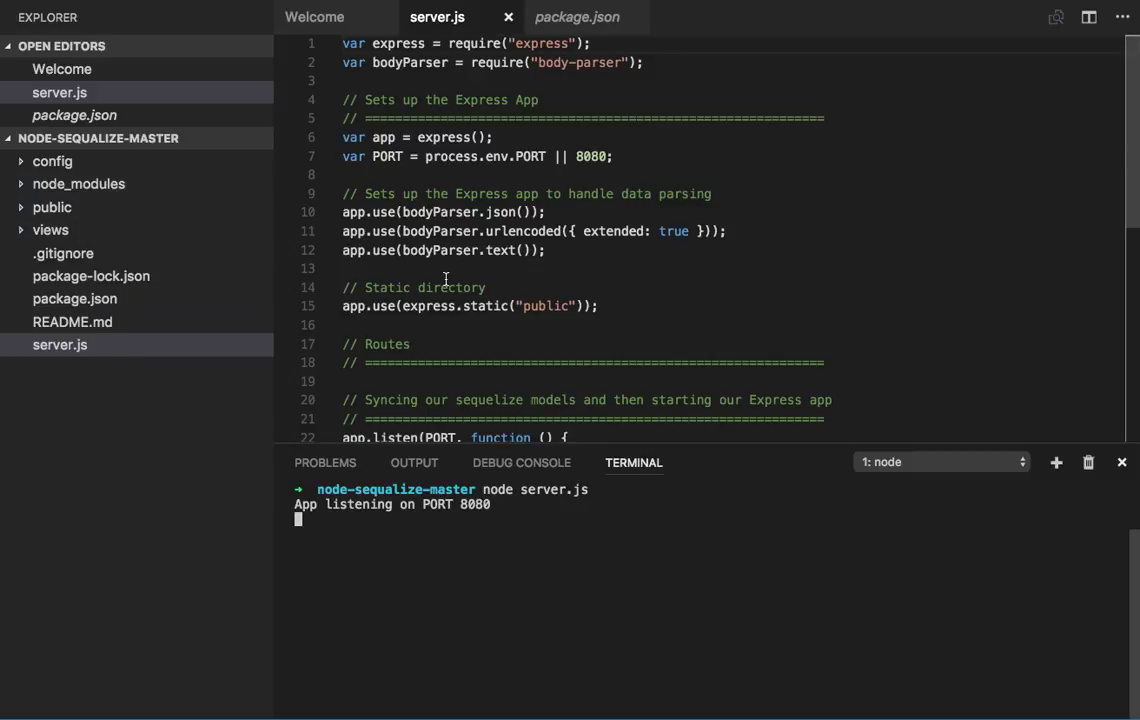 EXPLORER
OPEN EDITORS
Welcome
server.js
package.json
NODE-SEQUALIZE-MASTER
config
node_modules
public
views
.gitignore
package-lock.json
package.json
README.md
server.js
Welcome server.js package.json
1 var express = require("express");
2 var bodyParser = require("body-parser");
3
4 // Sets up the Express App
5 // =============================================================
6 var app = express();
7 var PORT = process.env.PORT || 8080;
8
9 // Sets up the Express app to handle data parsing
10 app.use(bodyParser.json());
11 app.use(bodyParser.urlencoded({ extended: true }));
12 app.use(bodyParser.text());
13
14 // Static directory
15 app.use(express.static("public"));
16
17 // Routes
18 // =============================================================
19
20 // Syncing our sequelize models and then starting our Express app
21 // =============================================================
22 app.listen(PORT, function () {
PROBLEMS OUTPUT DEBUG CONSOLE TERMINAL 1: node
➜ node-sequalize-master node server.js
App listening on PORT 8080